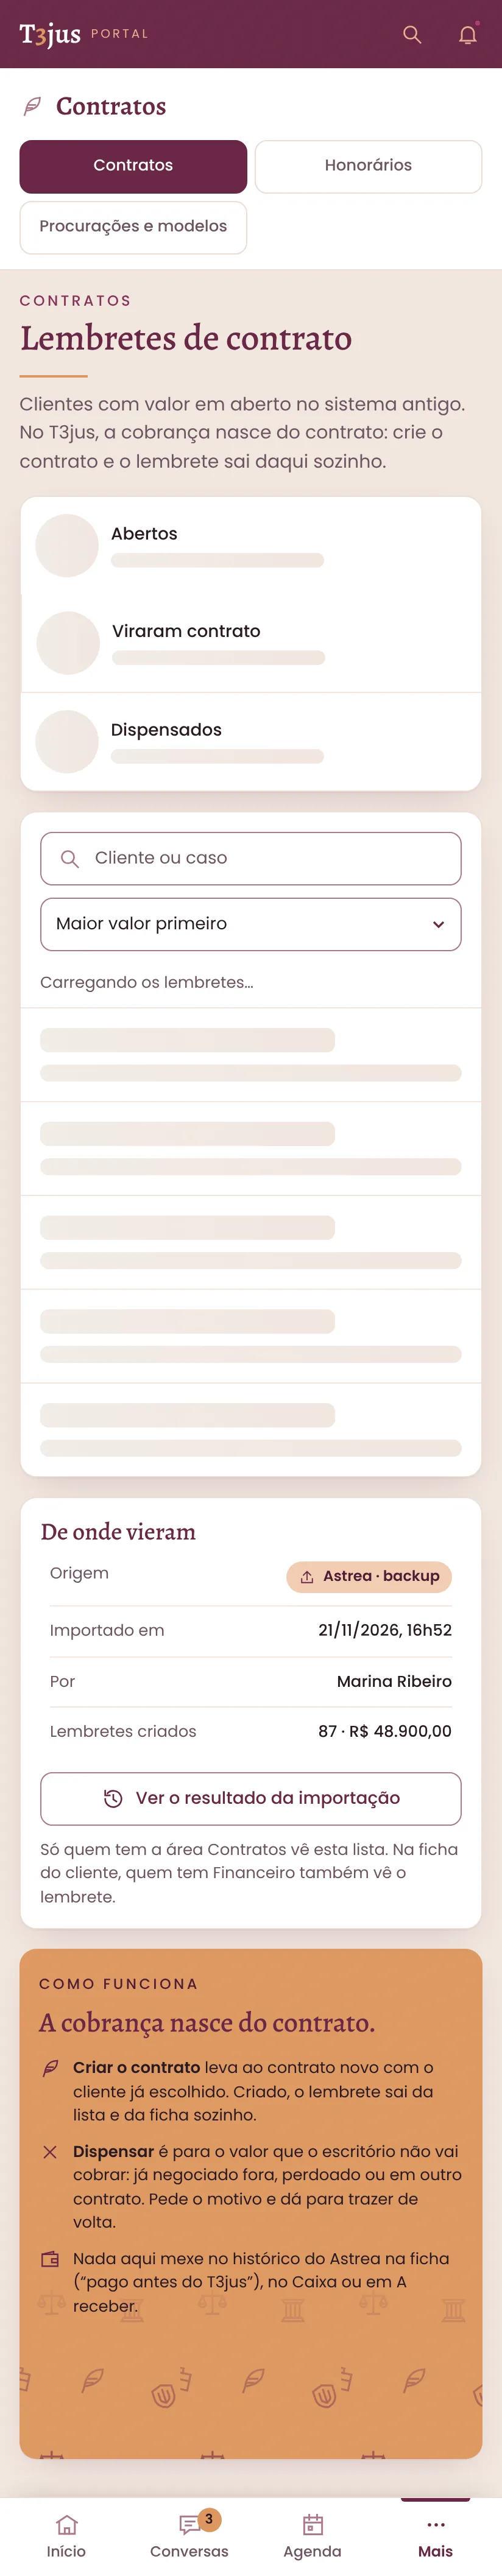 T3jus PORTAL
Contratos
Contratos
Honorários
Procurações e modelos
CONTRATOS
Lembretes de contrato
Clientes com valor em aberto no sistema antigo.
No T3jus, a cobrança nasce do contrato: crie o
contrato e o lembrete sai daqui sozinho.
Abertos
Viraram contrato
Dispensados
Cliente ou caso
Maior valor primeiro
Carregando os lembretes...
De onde vieram
Origem
Astrea · backup
Importado em
21/11/2026, 16h52
Por
Marina Ribeiro
Lembretes criados
87 · R$ 48.900,00
Ver o resultado da importação
Só quem tem a área Contratos vê esta lista. Na ficha
do cliente, quem tem Financeiro também vê o
lembrete.
COMO FUNCIONA
A cobrança nasce do contrato.
Criar o contrato leva ao contrato novo com o
cliente já escolhido. Criado, o lembrete sai da
lista e da ficha sozinho.
Dispensar é para o valor que o escritório não vai
cobrar: já negociado fora, perdoado ou em outro
contrato. Pede o motivo e dá para trazer de
volta.
Nada aqui mexe no histórico do Astrea na ficha
(“pago antes do T3jus”), no Caixa ou em A
receber.
Início
Conversas
3
Agenda
Mais